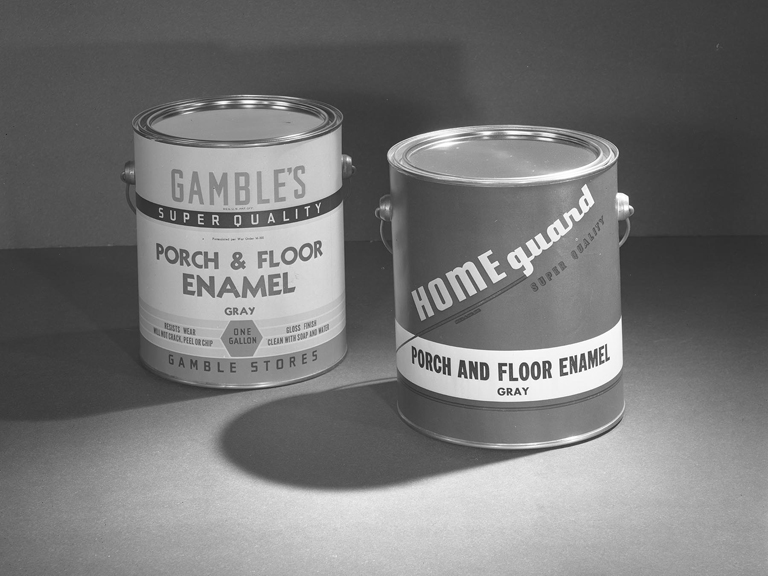 GAMBLE'S
SUPER QUALITY
PORCH & FLOOR
ENAMEL
GRAY
RESISTS WEAR
WILL NOT CRACK, PEEL OR CHIP
ONE
GALLON
GLOSS FINISH
CLEAN WITH SOAP AND WATER
GAMBLE STORES
HOME guard
SUPER QUALITY
PORCH AND FLOOR ENAMEL
GRAY